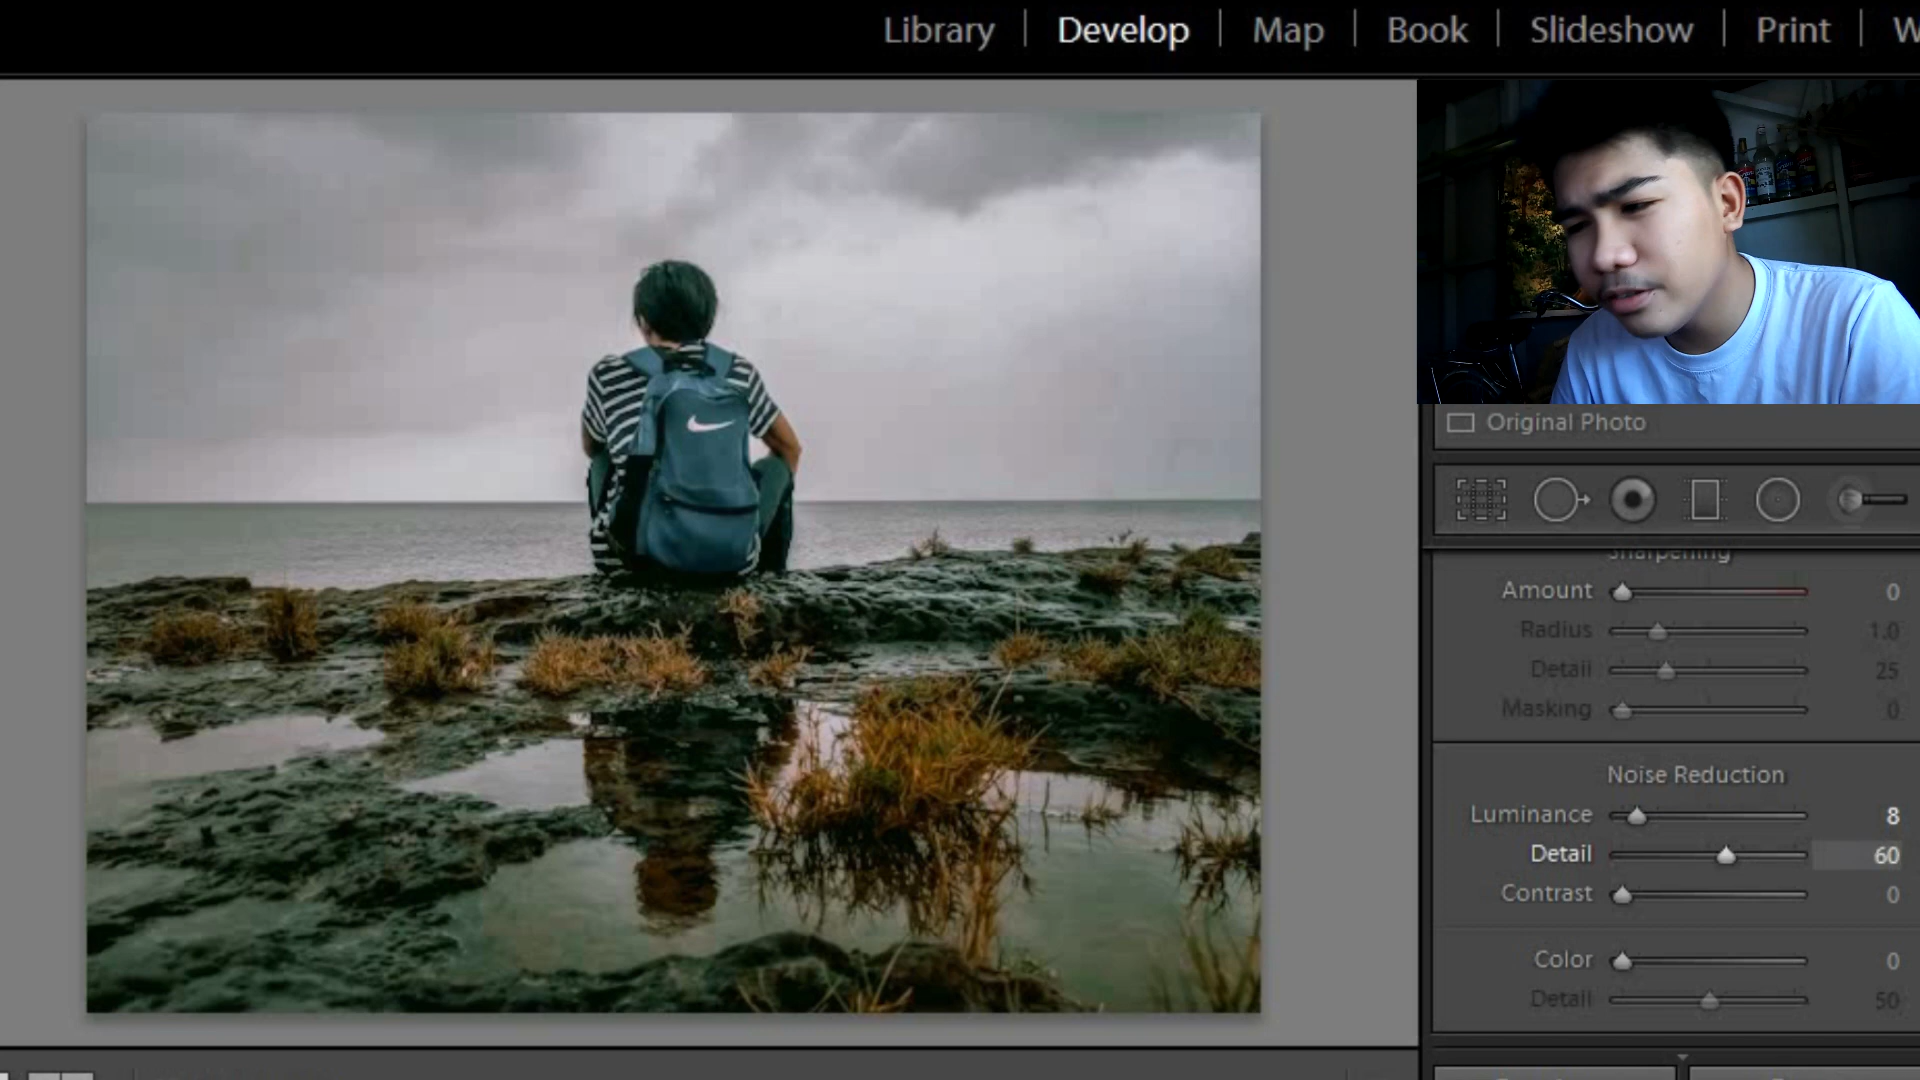 Library | Develop | Map | Book | Slideshow | Print | W
Original Photo
Sharpening
Amount 0
Radius 1.0
Detail 25
Masking 0
Noise Reduction
Luminance 8
Detail 60
Contrast 0
Color 0
Detail 50